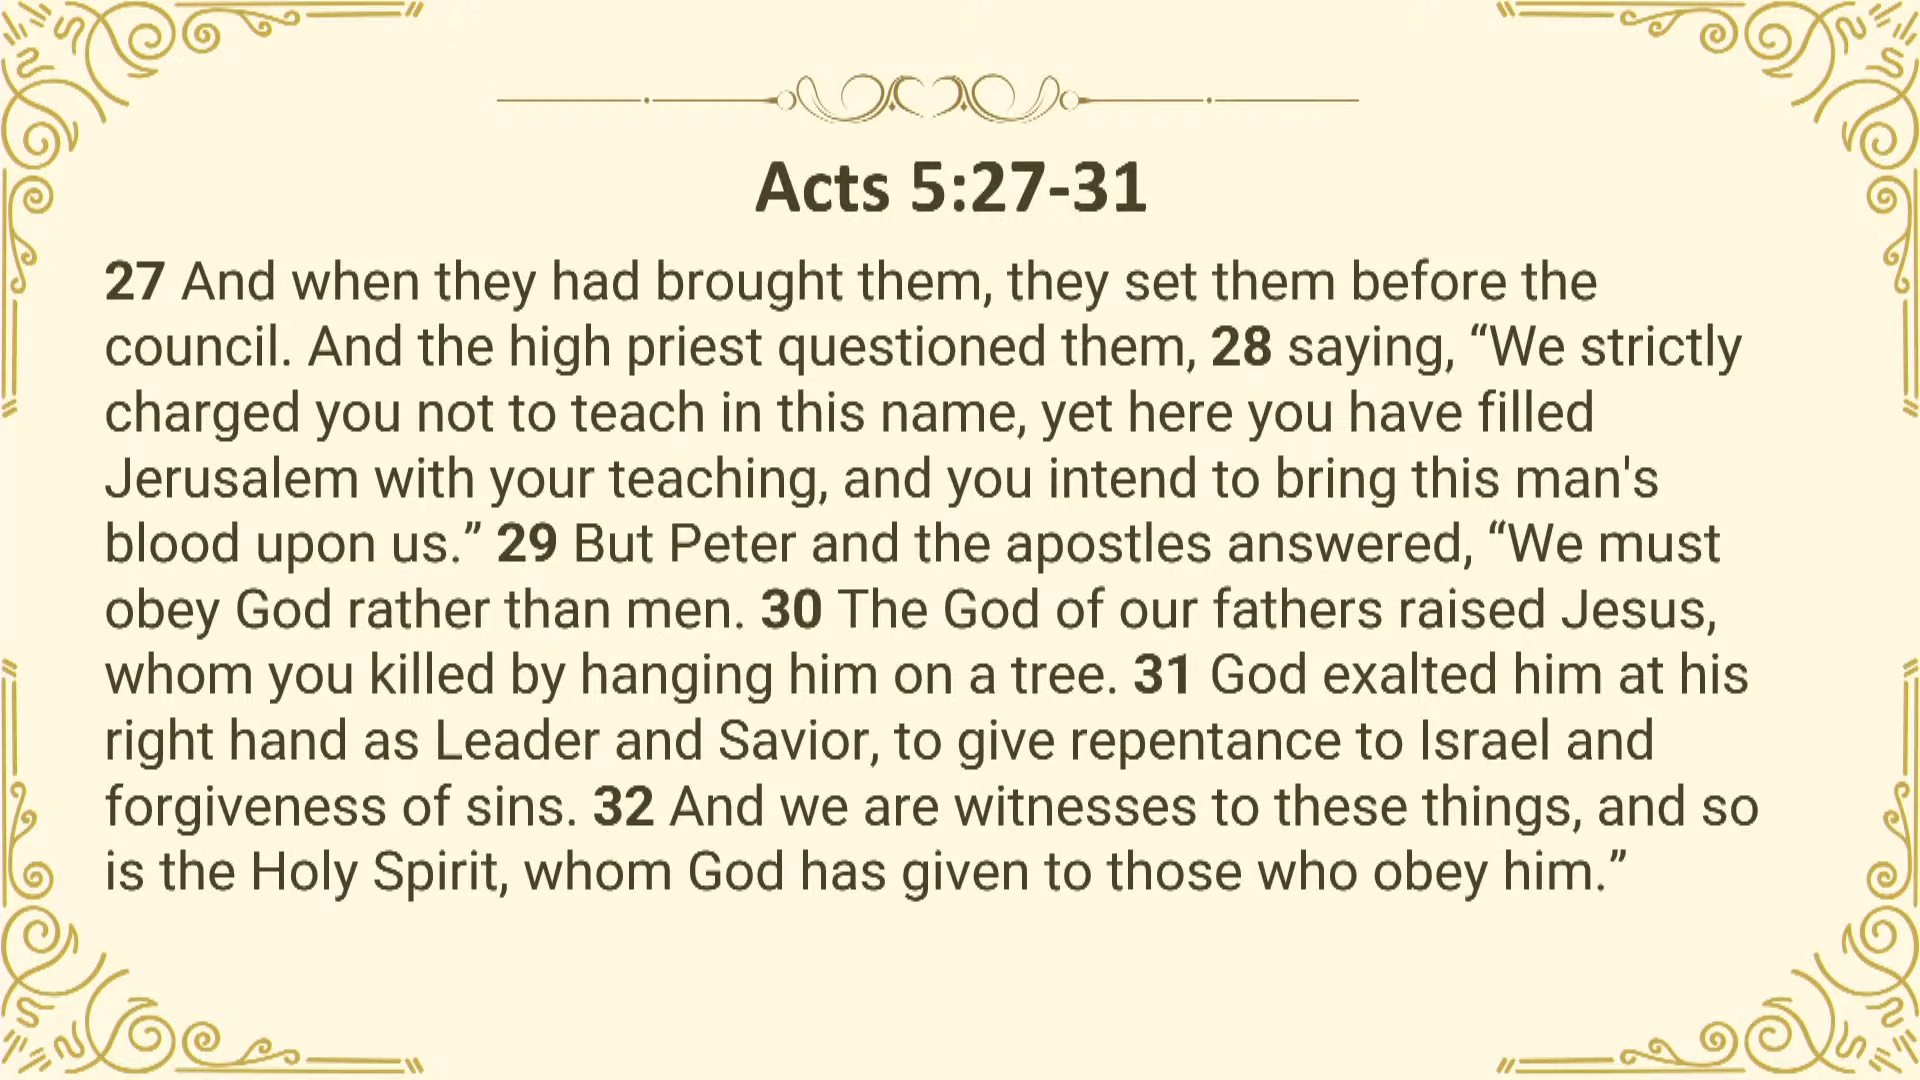 Acts 5:27-31
27 And when they had brought them, they set them before the
council. And the high priest questioned them, 28 saying, “We strictly
charged you not to teach in this name, yet here you have filled
Jerusalem with your teaching, and you intend to bring this man's
blood upon us.” 29 But Peter and the apostles answered, “We must
obey God rather than men. 30 The God of our fathers raised Jesus,
whom you killed by hanging him on a tree. 31 God exalted him at his
right hand as Leader and Savior, to give repentance to Israel and
forgiveness of sins. 32 And we are witnesses to these things, and so
is the Holy Spirit, whom God has given to those who obey him.”